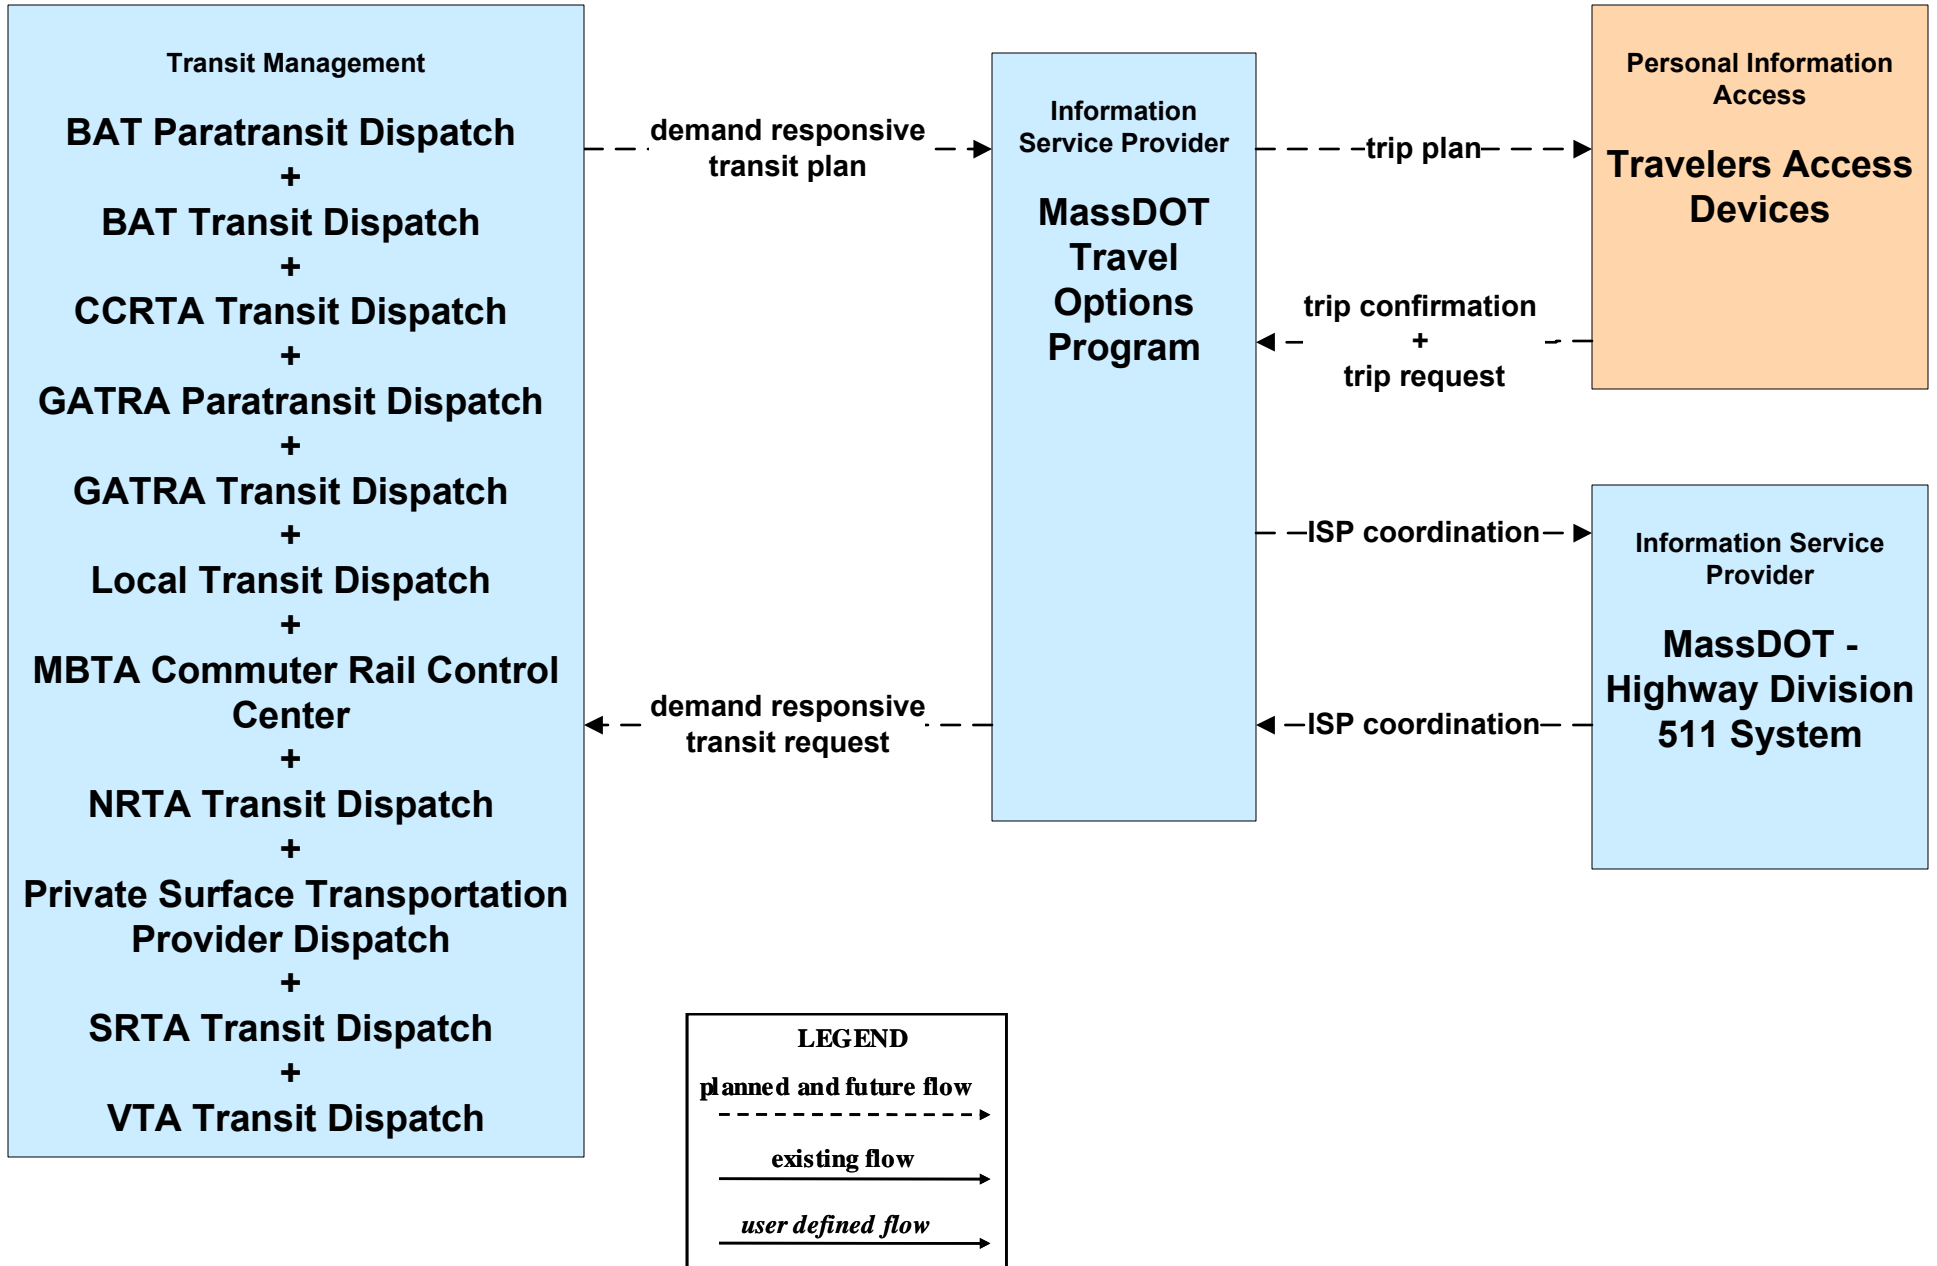 Transit Management
BAT Paratransit Dispatch
+
BAT Transit Dispatch
+
CCRTA Transit Dispatch
+
GATRA Paratransit Dispatch
+
GATRA Transit Dispatch
+
Local Transit Dispatch
+
MBTA Commuter Rail Control
Center
+
NRTA Transit Dispatch
+
Private Surface Transportation
Provider Dispatch
+
SRTA Transit Dispatch
+
VTA Transit Dispatch
demand responsive
transit plan
demand responsive
transit request
Information
Service Provider
MassDOT
Travel
Options
Program
trip plan
trip confirmation
+
trip request
ISP coordination
ISP coordination
Personal Information
Access
Travelers Access
Devices
Information Service
Provider
MassDOT -
Highway Division
511 System
LEGEND
planned and future flow
existing flow
user defined flow